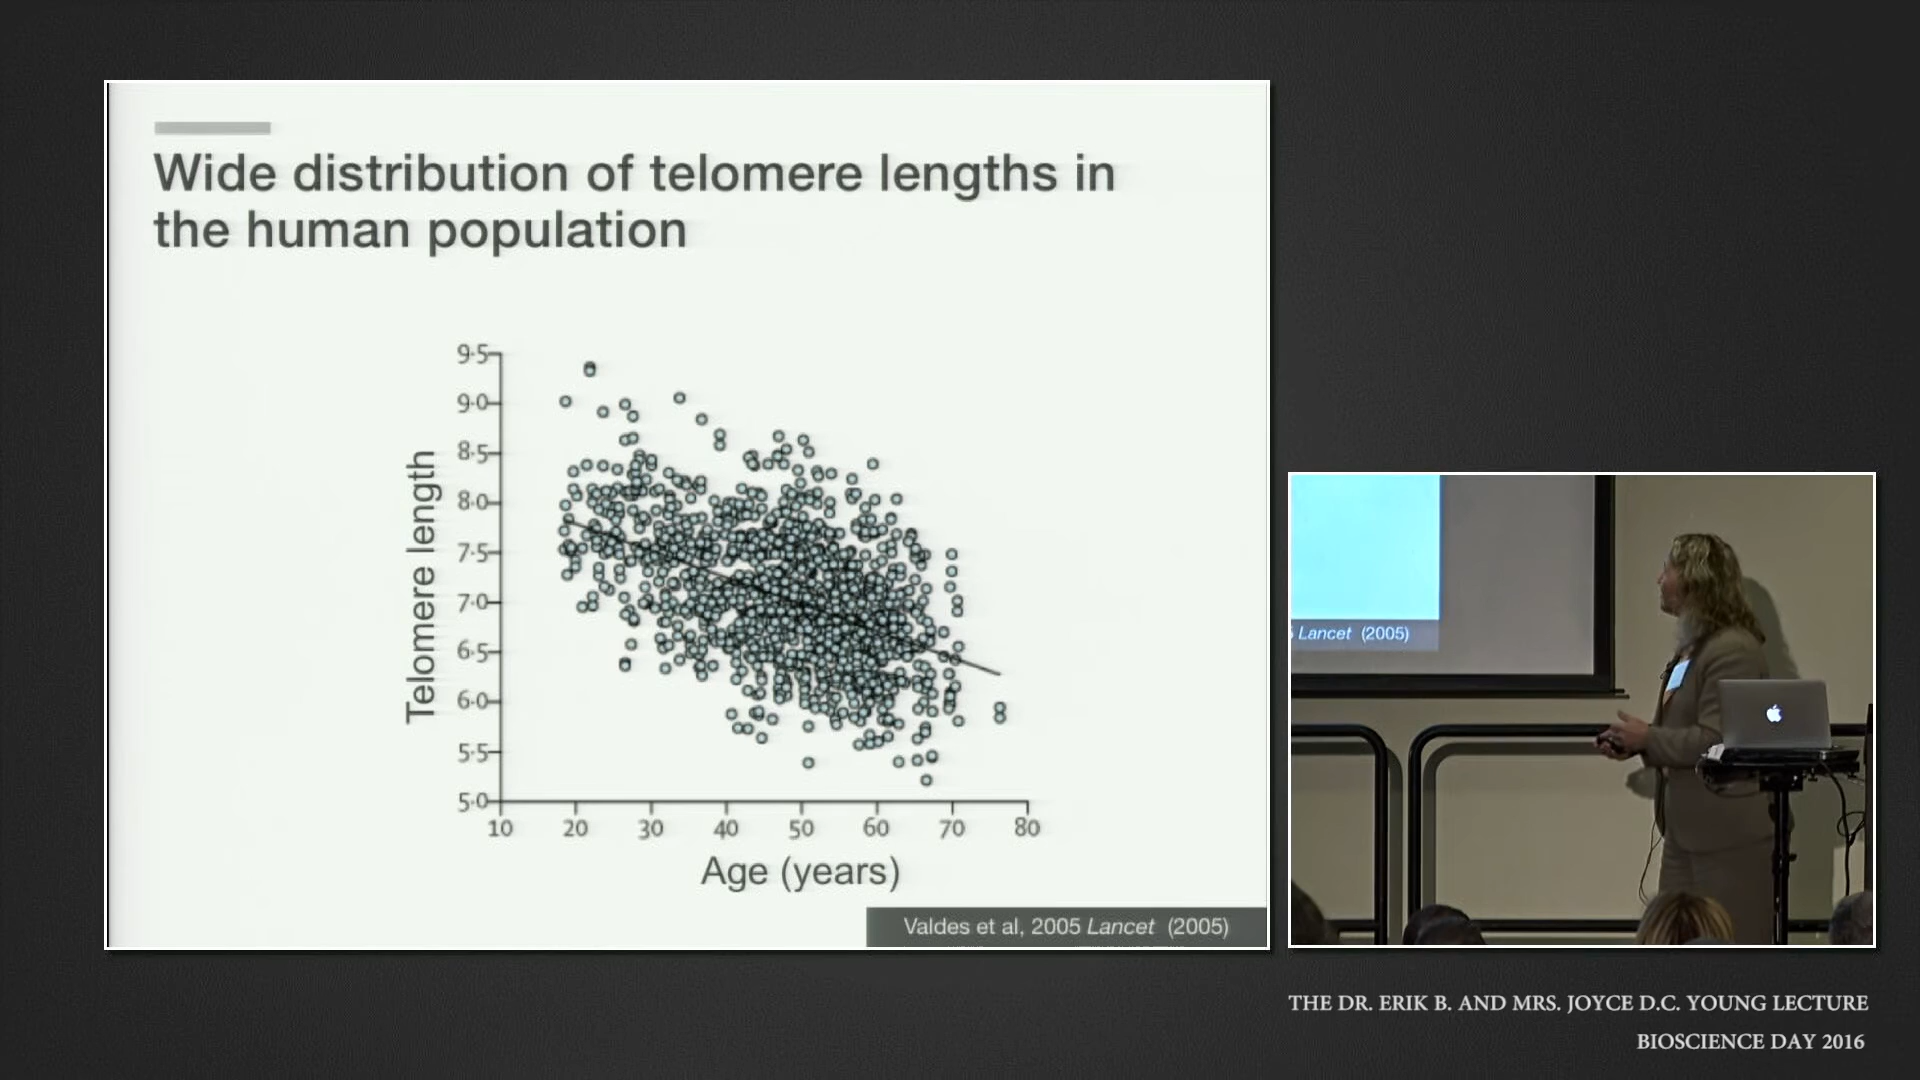 Wide distribution of telomere lengths in
the human population
Telomere length
9·5
9·0
8·5
8·0
7·5
7·0
6·5
6·0
5·5
5·0
10 20 30 40 50 60 70 80
Age (years)
Valdes et al, 2005 Lancet (2005)
Lancet (2005)
THE DR. ERIK B. AND MRS. JOYCE D.C. YOUNG LECTURE
BIOSCIENCE DAY 2016